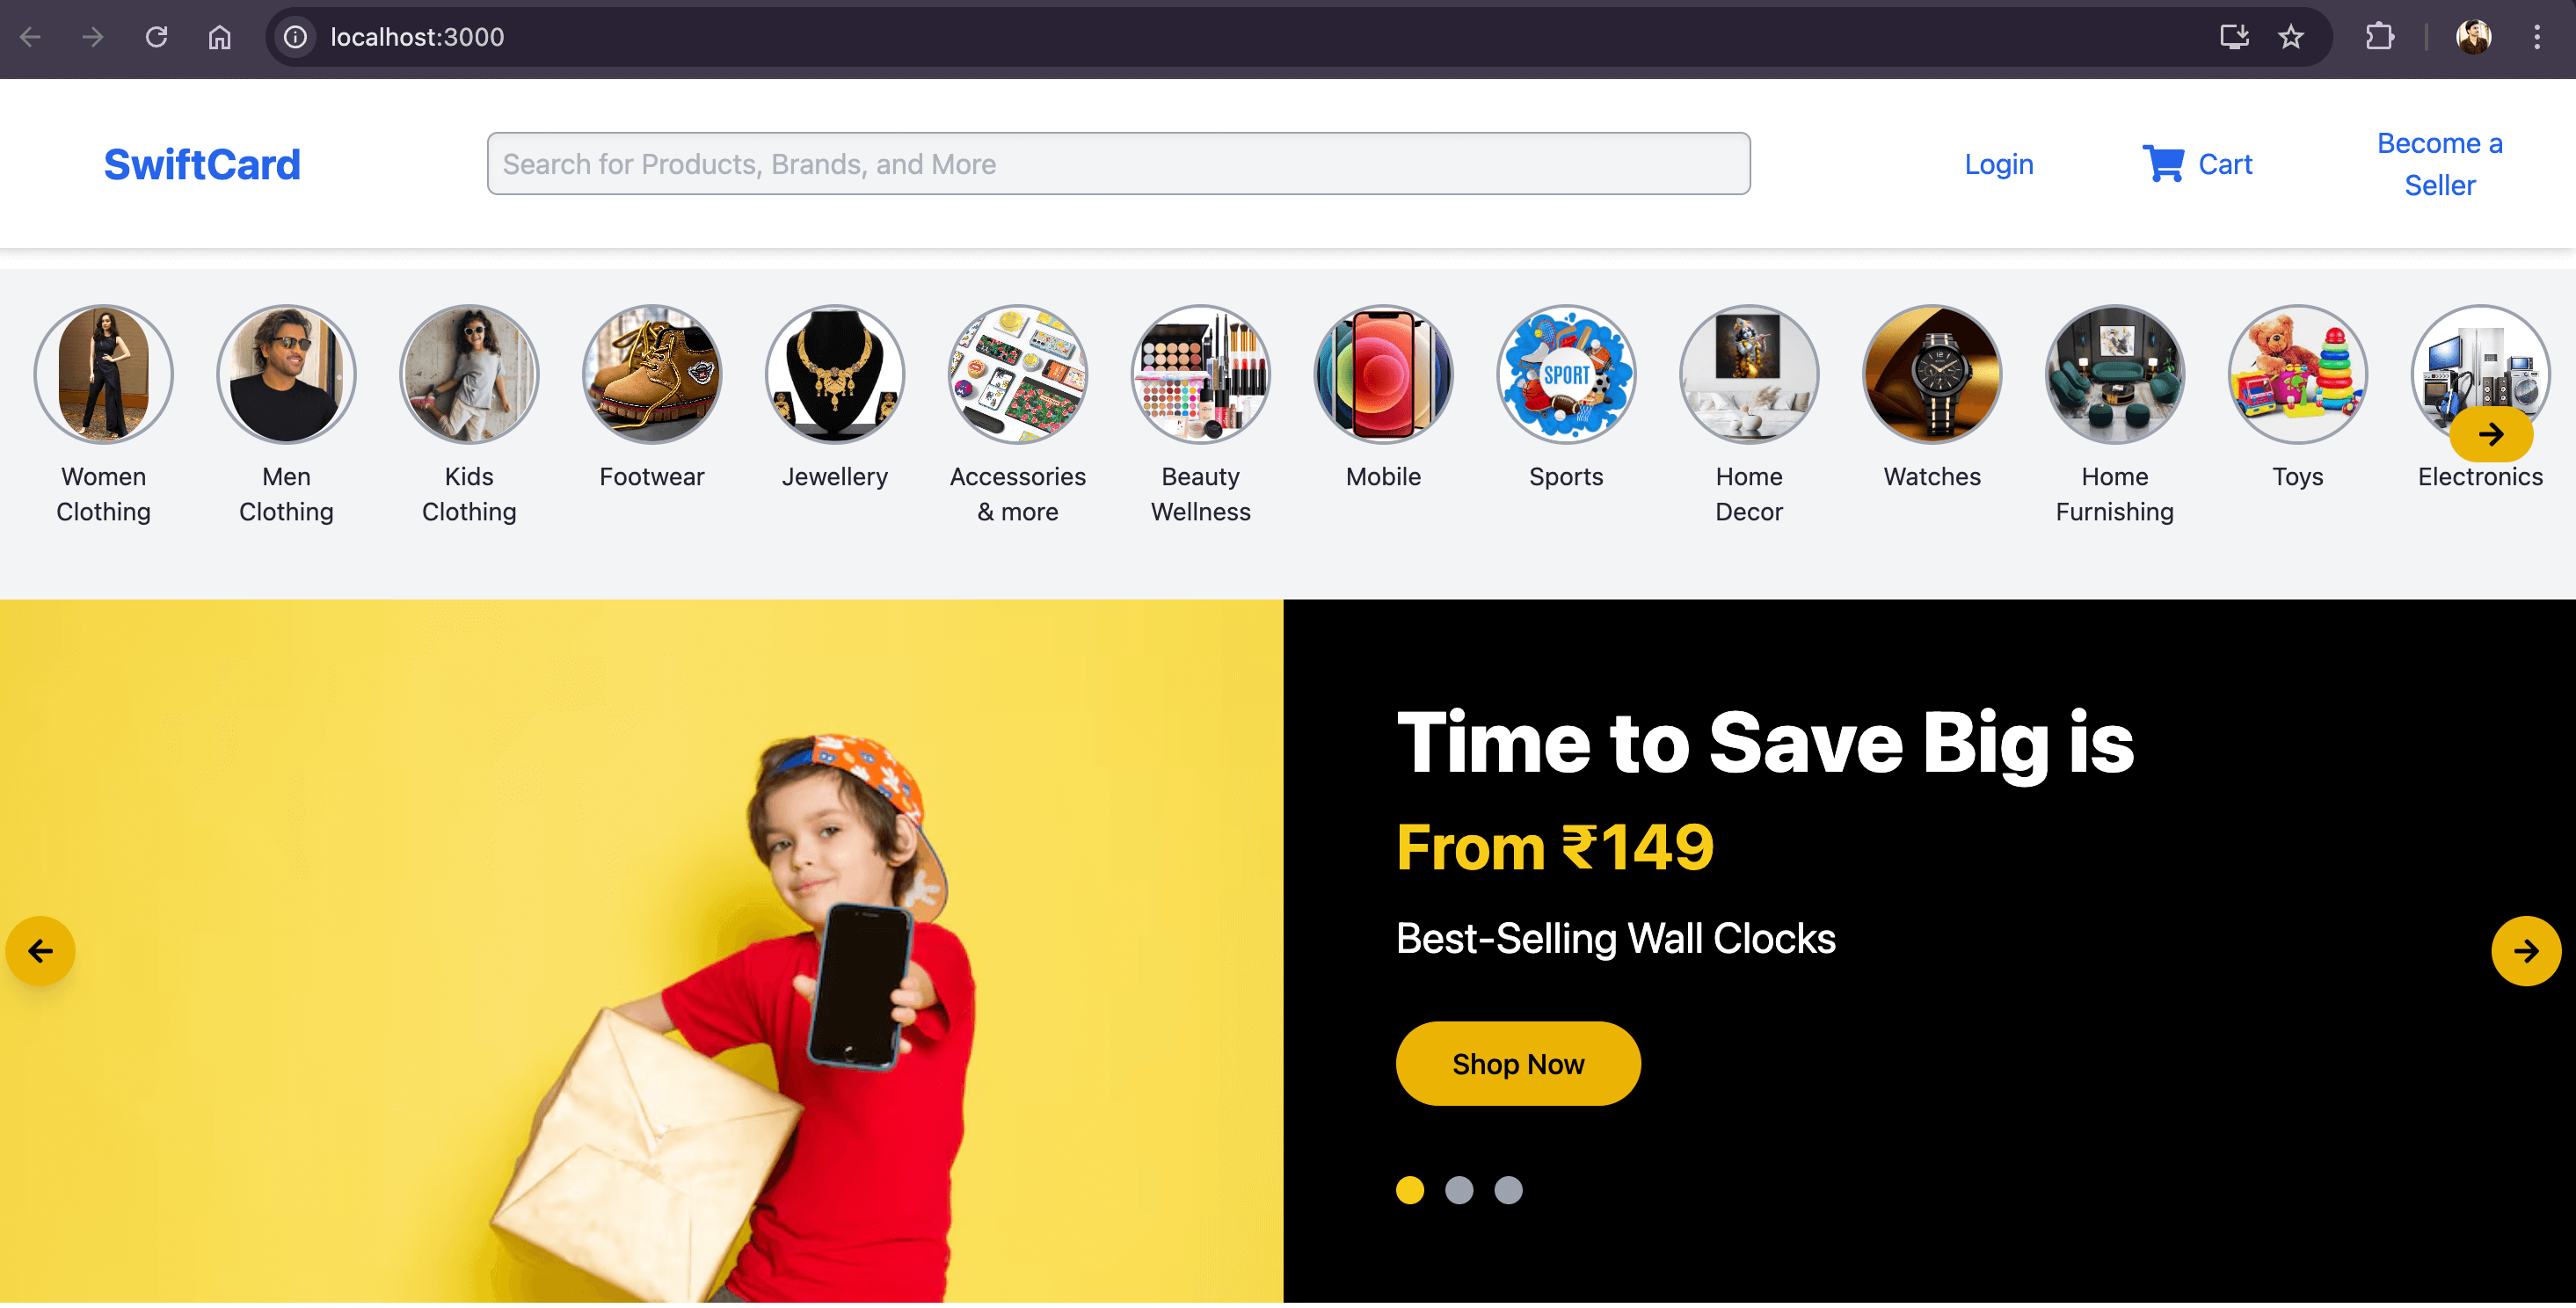 localhost:3000
SwiftCard
Search for Products, Brands, and More
Login
Cart
Become a
Seller
SPORT
Women
Clothing
Men
Clothing
Kids
Clothing
Footwear
Jewellery
Accessories
& more
Beauty
Wellness
Mobile
Sports
Home
Decor
Watches
Home
Furnishing
Toys
Electronics
Time to Save Big is
From ₹149
Best-Selling Wall Clocks
Shop Now